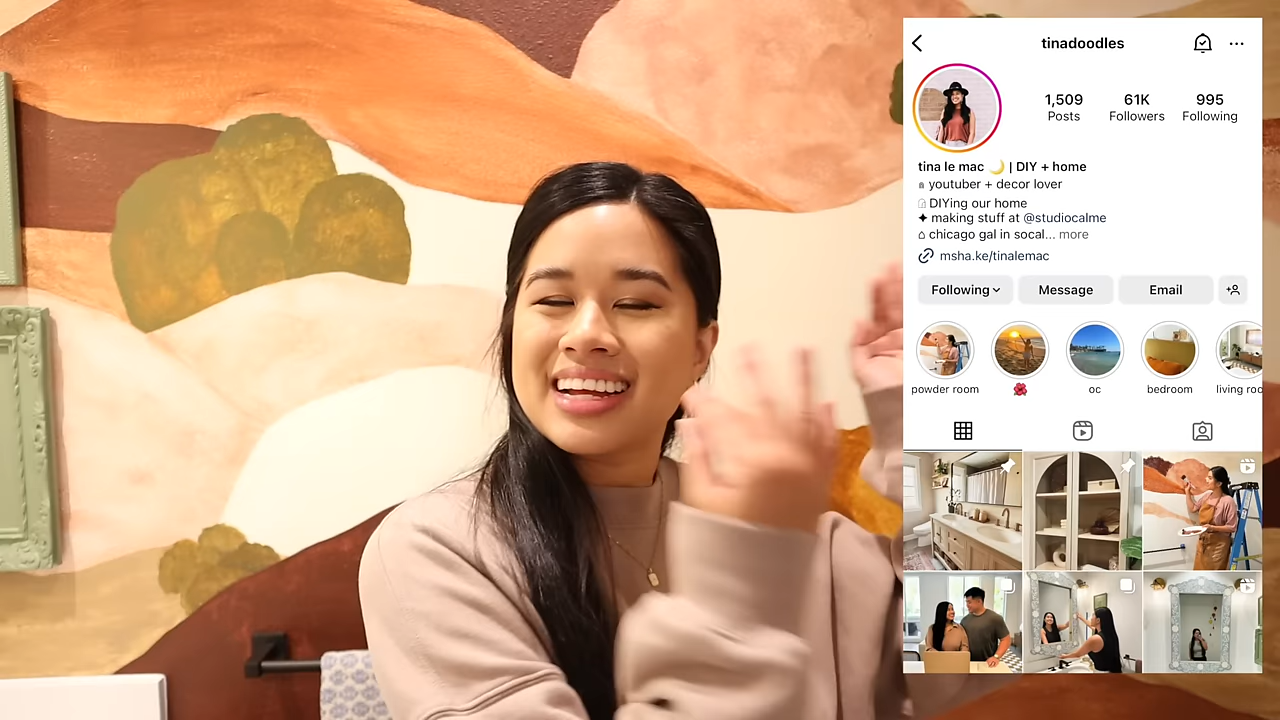 tinadoodles
1,509 61K 995
Posts Followers Following
tina le mac 🌙 | DIY + home
youtuber + decor lover
DIYing our home
✦ making stuff at @studiocalme
⌂ chicago gal in socal... more
msha.ke/tinalemac
Following Message Email
powder room 🌺 oc bedroom living roo